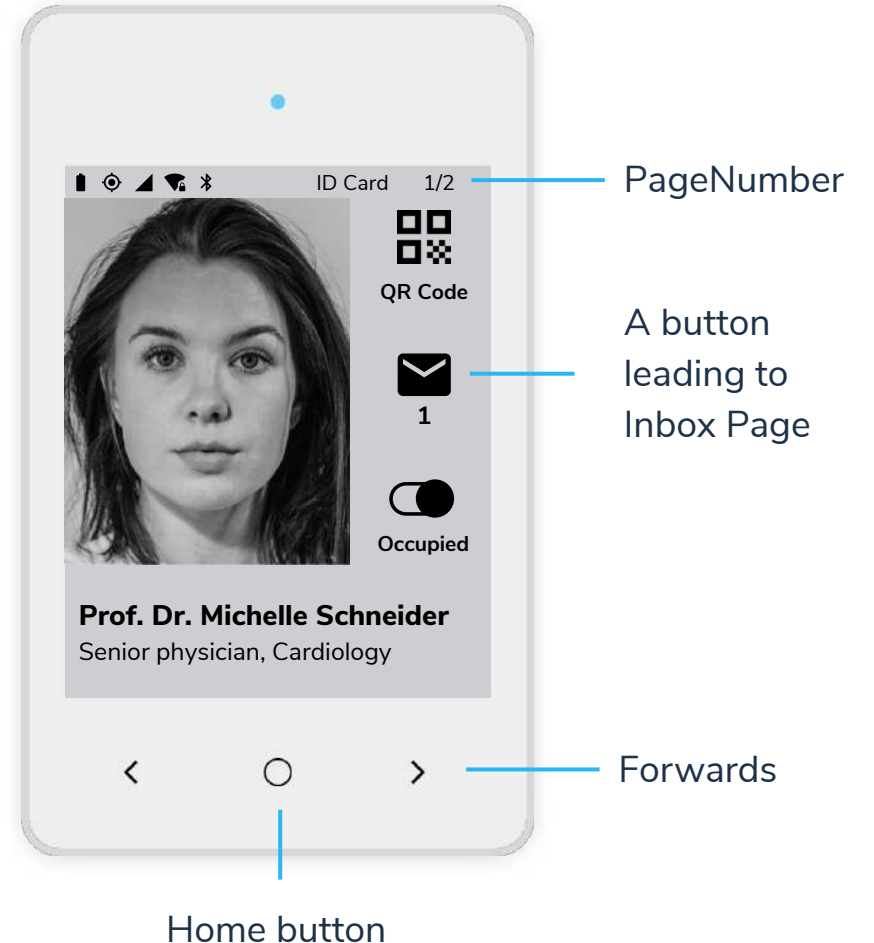 ID Card 1/2
PageNumber
QR Code
A button
leading to
Inbox Page
1
Occupied
Prof. Dr. Michelle Schneider
Senior physician, Cardiology
Forwards
Home button